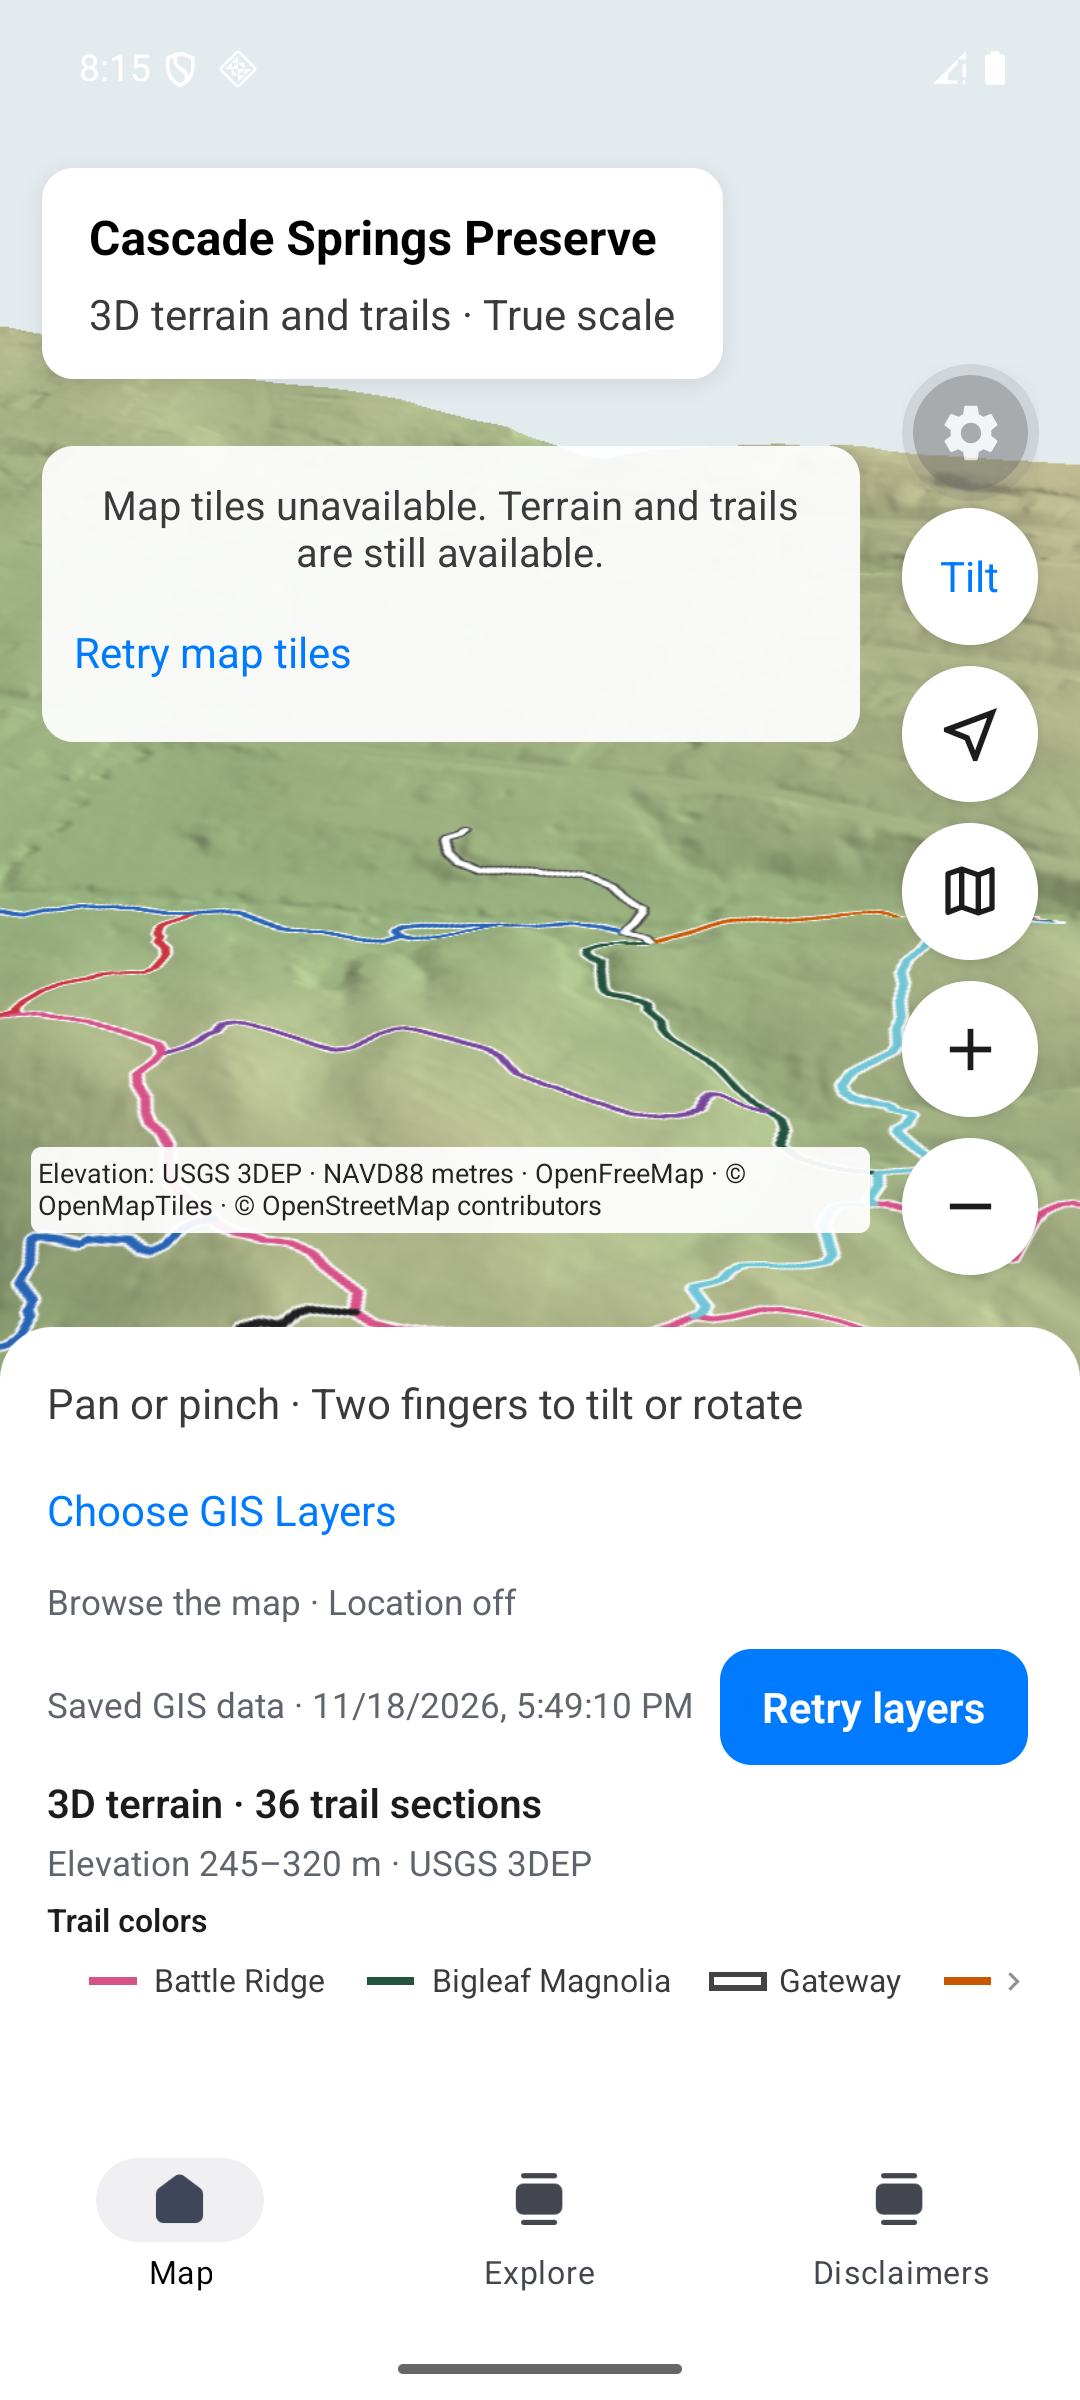 8:15
Cascade Springs Preserve
3D terrain and trails · True scale
Map tiles unavailable. Terrain and trails
are still available.
Retry map tiles
Tilt
Elevation: USGS 3DEP · NAVD88 metres · OpenFreeMap · ©
OpenMapTiles · © OpenStreetMap contributors
Pan or pinch · Two fingers to tilt or rotate
Choose GIS Layers
Browse the map · Location off
Saved GIS data · 11/18/2026, 5:49:10 PM
Retry layers
3D terrain · 36 trail sections
Elevation 245–320 m · USGS 3DEP
Trail colors
Battle Ridge
Bigleaf Magnolia
Gateway
Map
Explore
Disclaimers